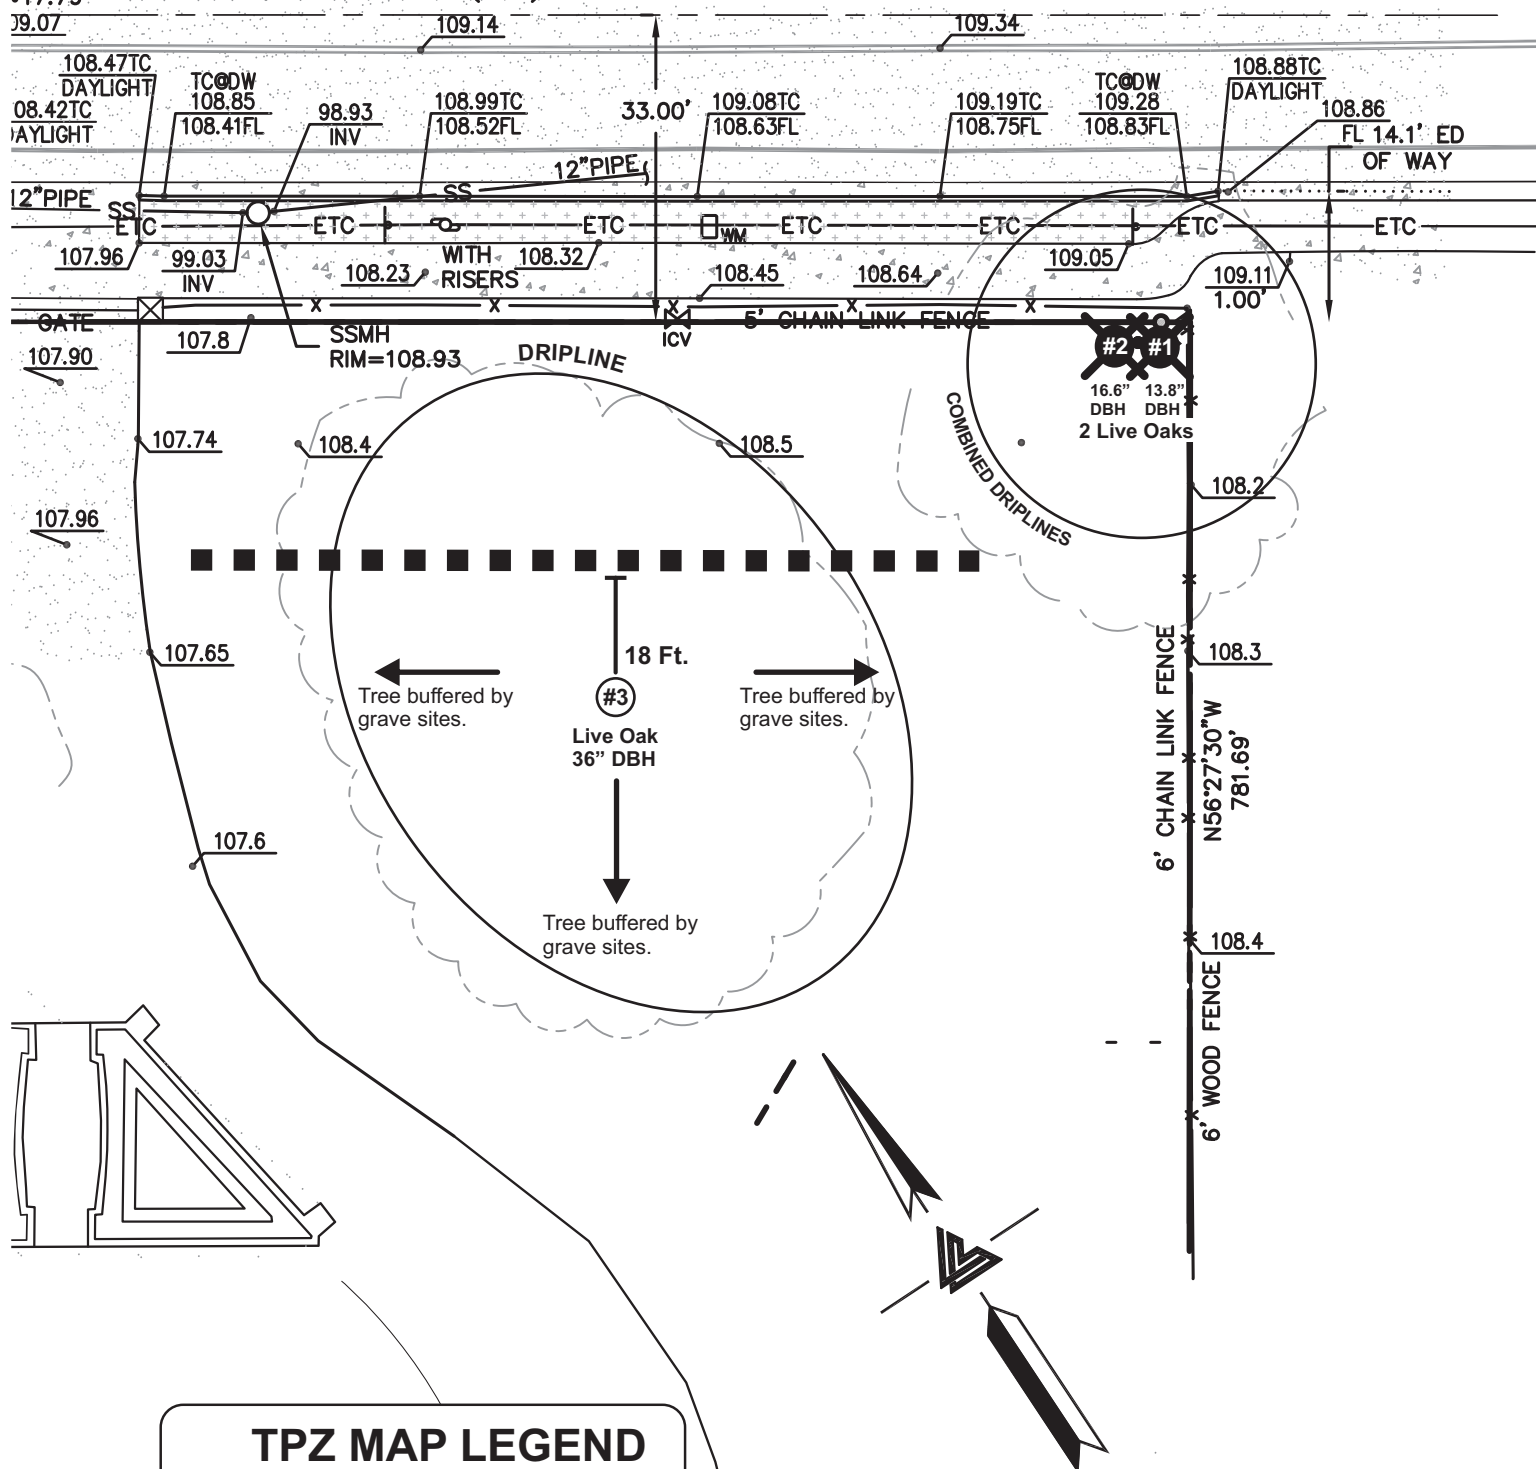 109.14
109.34
108.47TC
DAYLIGHT
TC@DW
108.85
108.41FL
98.93
INV
108.99TC
108.52FL
33.00'
109.08TC
108.63FL
109.19TC
108.75FL
TC@DW
109.28
108.83FL
108.88TC
DAYLIGHT
108.86
FL 14.1' ED
OF WAY
12"PIPE
12"PIPE
SS
SS
ETC
ETC
ETC
ETC
ETC
ETC
ETC
WM
107.96
99.03
INV
108.23
WITH
RISERS
108.32
108.45
108.64
109.05
109.11
1.00'
GATE
107.8
SSMH
RIM=108.93
ICV
5' CHAIN LINK FENCE
107.90
DRIPLINE
#2
#1
16.6” 13.8”
DBH DBH
2 Live Oaks
COMBINED DRIPLINES
107.74
108.4
108.5
108.2
107.96
107.65
18 Ft.
#3
Tree buffered by
grave sites.
Tree buffered by
grave sites.
Live Oak
36” DBH
108.3
6' CHAIN LINK FENCE
N56°27'30"W
781.69'
107.6
Tree buffered by
grave sites.
108.4
6' WOOD FENCE
TPZ MAP LEGEND